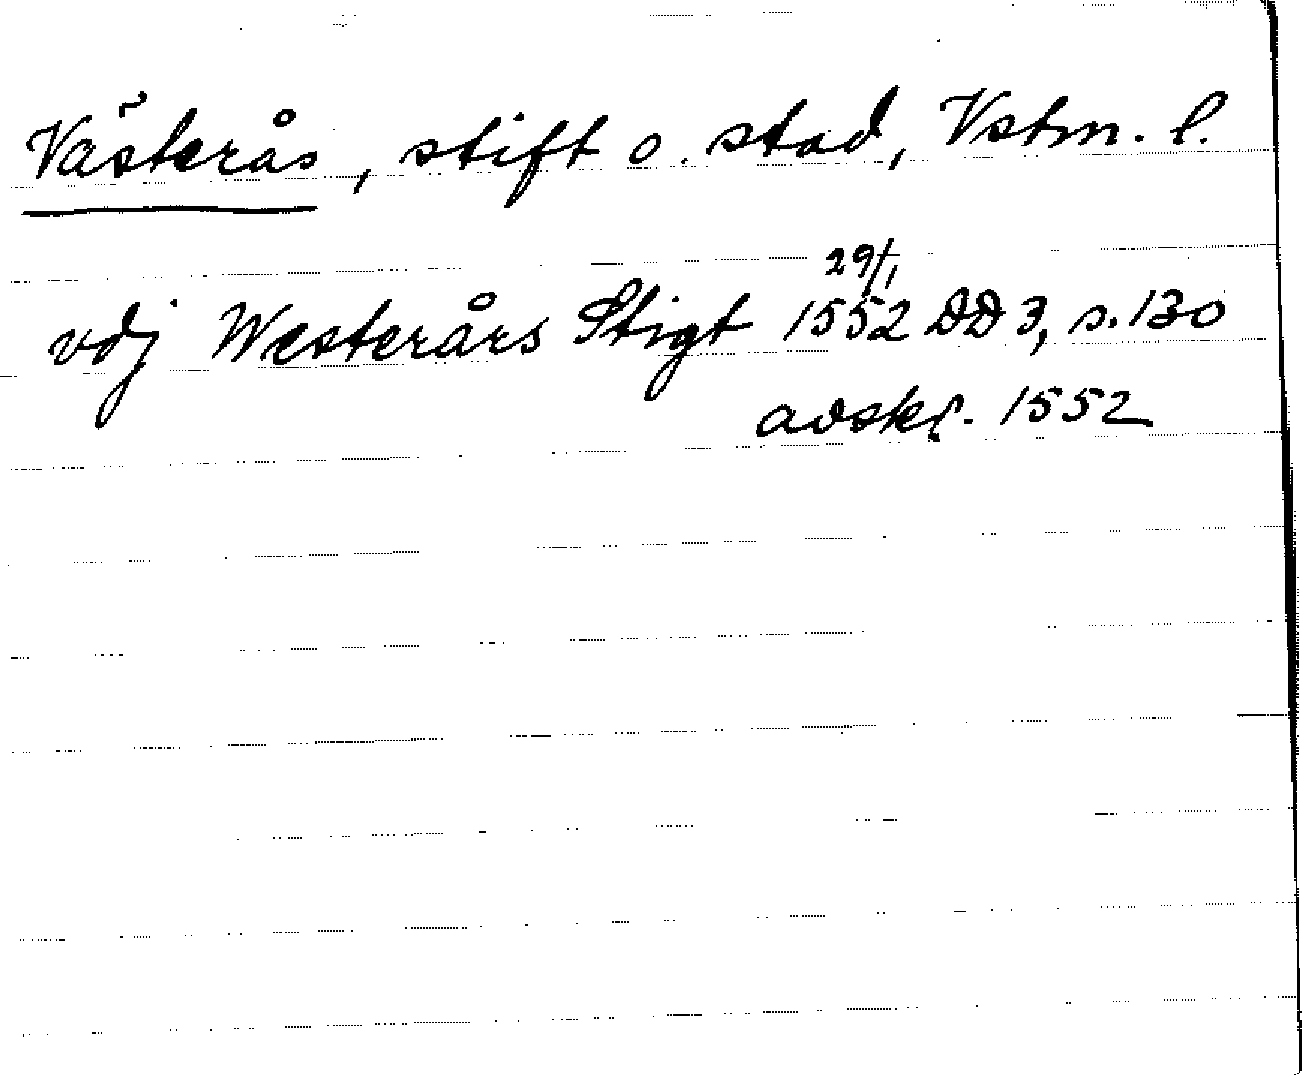 Västerås, stift o. stad, Vstm. l.
vdj Westerårs Stigt 29/1 1552 DD 3, s. 130
avskr. 1552